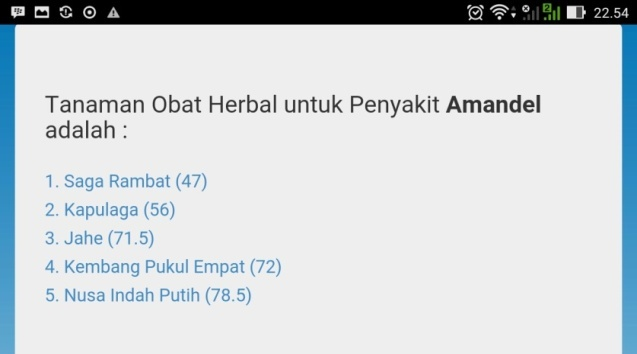 22.54
Tanaman Obat Herbal untuk Penyakit Amandel
adalah :
1. Saga Rambat (47)
2. Kapulaga (56)
3. Jahe (71.5)
4. Kembang Pukul Empat (72)
5. Nusa Indah Putih (78.5)